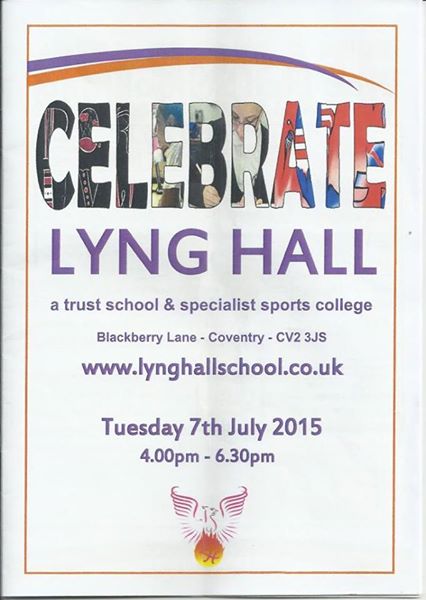 CELEBRATE
LYNG HALL
a trust school & specialist sports college
Blackberry Lane - Coventry - CV2 3JS
www.lynghallschool.co.uk
Tuesday 7th July 2015
4.00pm - 6.30pm